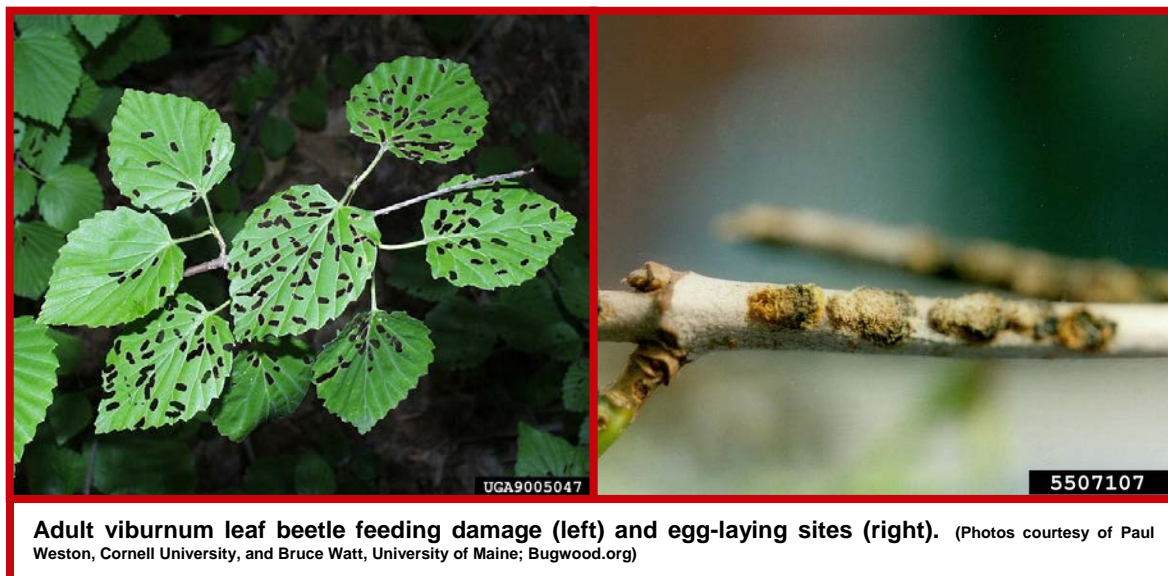 UGA9005047
5507107
Adult viburnum leaf beetle feeding damage (left) and egg-laying sites (right). (Photos courtesy of Paul
Weston, Cornell University, and Bruce Watt, University of Maine; Bugwood.org)